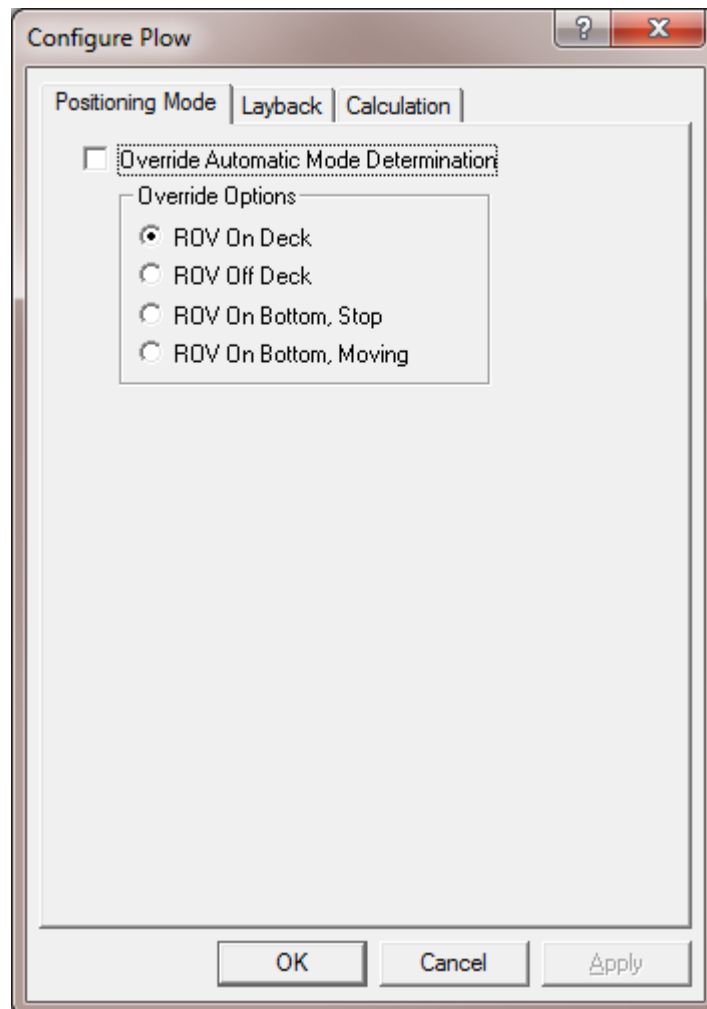 Configure Plow
?
Positioning Mode Layback Calculation
Override Automatic Mode Determination
Override Options
ROV On Deck
ROV Off Deck
ROV On Bottom, Stop
ROV On Bottom, Moving
OK Cancel Apply